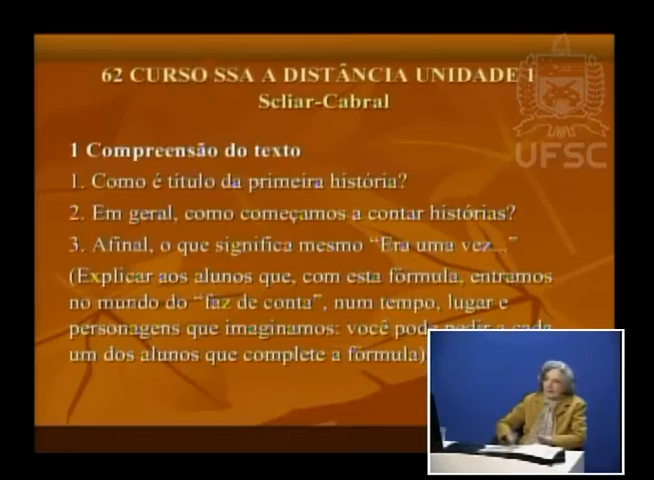 62 CURSO SSA A DISTÂNCIA UNIDADE 1
Scliar-Cabral
UFSC
1 Compreensão do texto
1. Como é título da primeira história?
2. Em geral, como começamos a contar histórias?
3. Afinal, o que significa mesmo “Era uma vez...”
(Explicar aos alunos que, com esta fórmula, entramos
no mundo do “faz de conta”, num tempo, lugar e
personagens que imaginamos: você pode pedir a cada
um dos alunos que complete a fórmula)